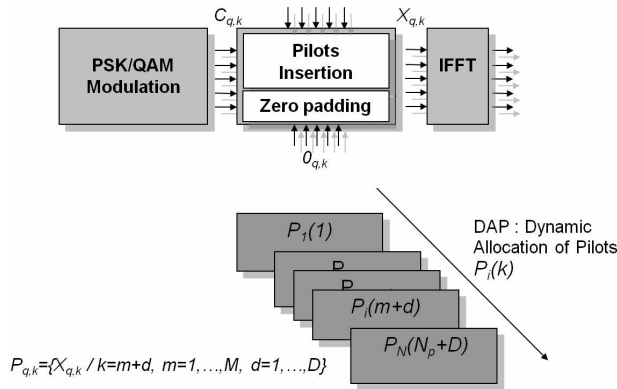 C_{q,k}
X_{q,k}
PSK/QAM
Modulation
Pilots
Insertion
Zero padding
IFFT
0_{q,k}
P_1(1)
P
P
P_i(m+d)
P_N(N_p+D)
DAP : Dynamic
Allocation of Pilots
P_i(k)
P_{q,k}={X_{q,k} / k=m+d, m=1,…,M, d=1,…,D}